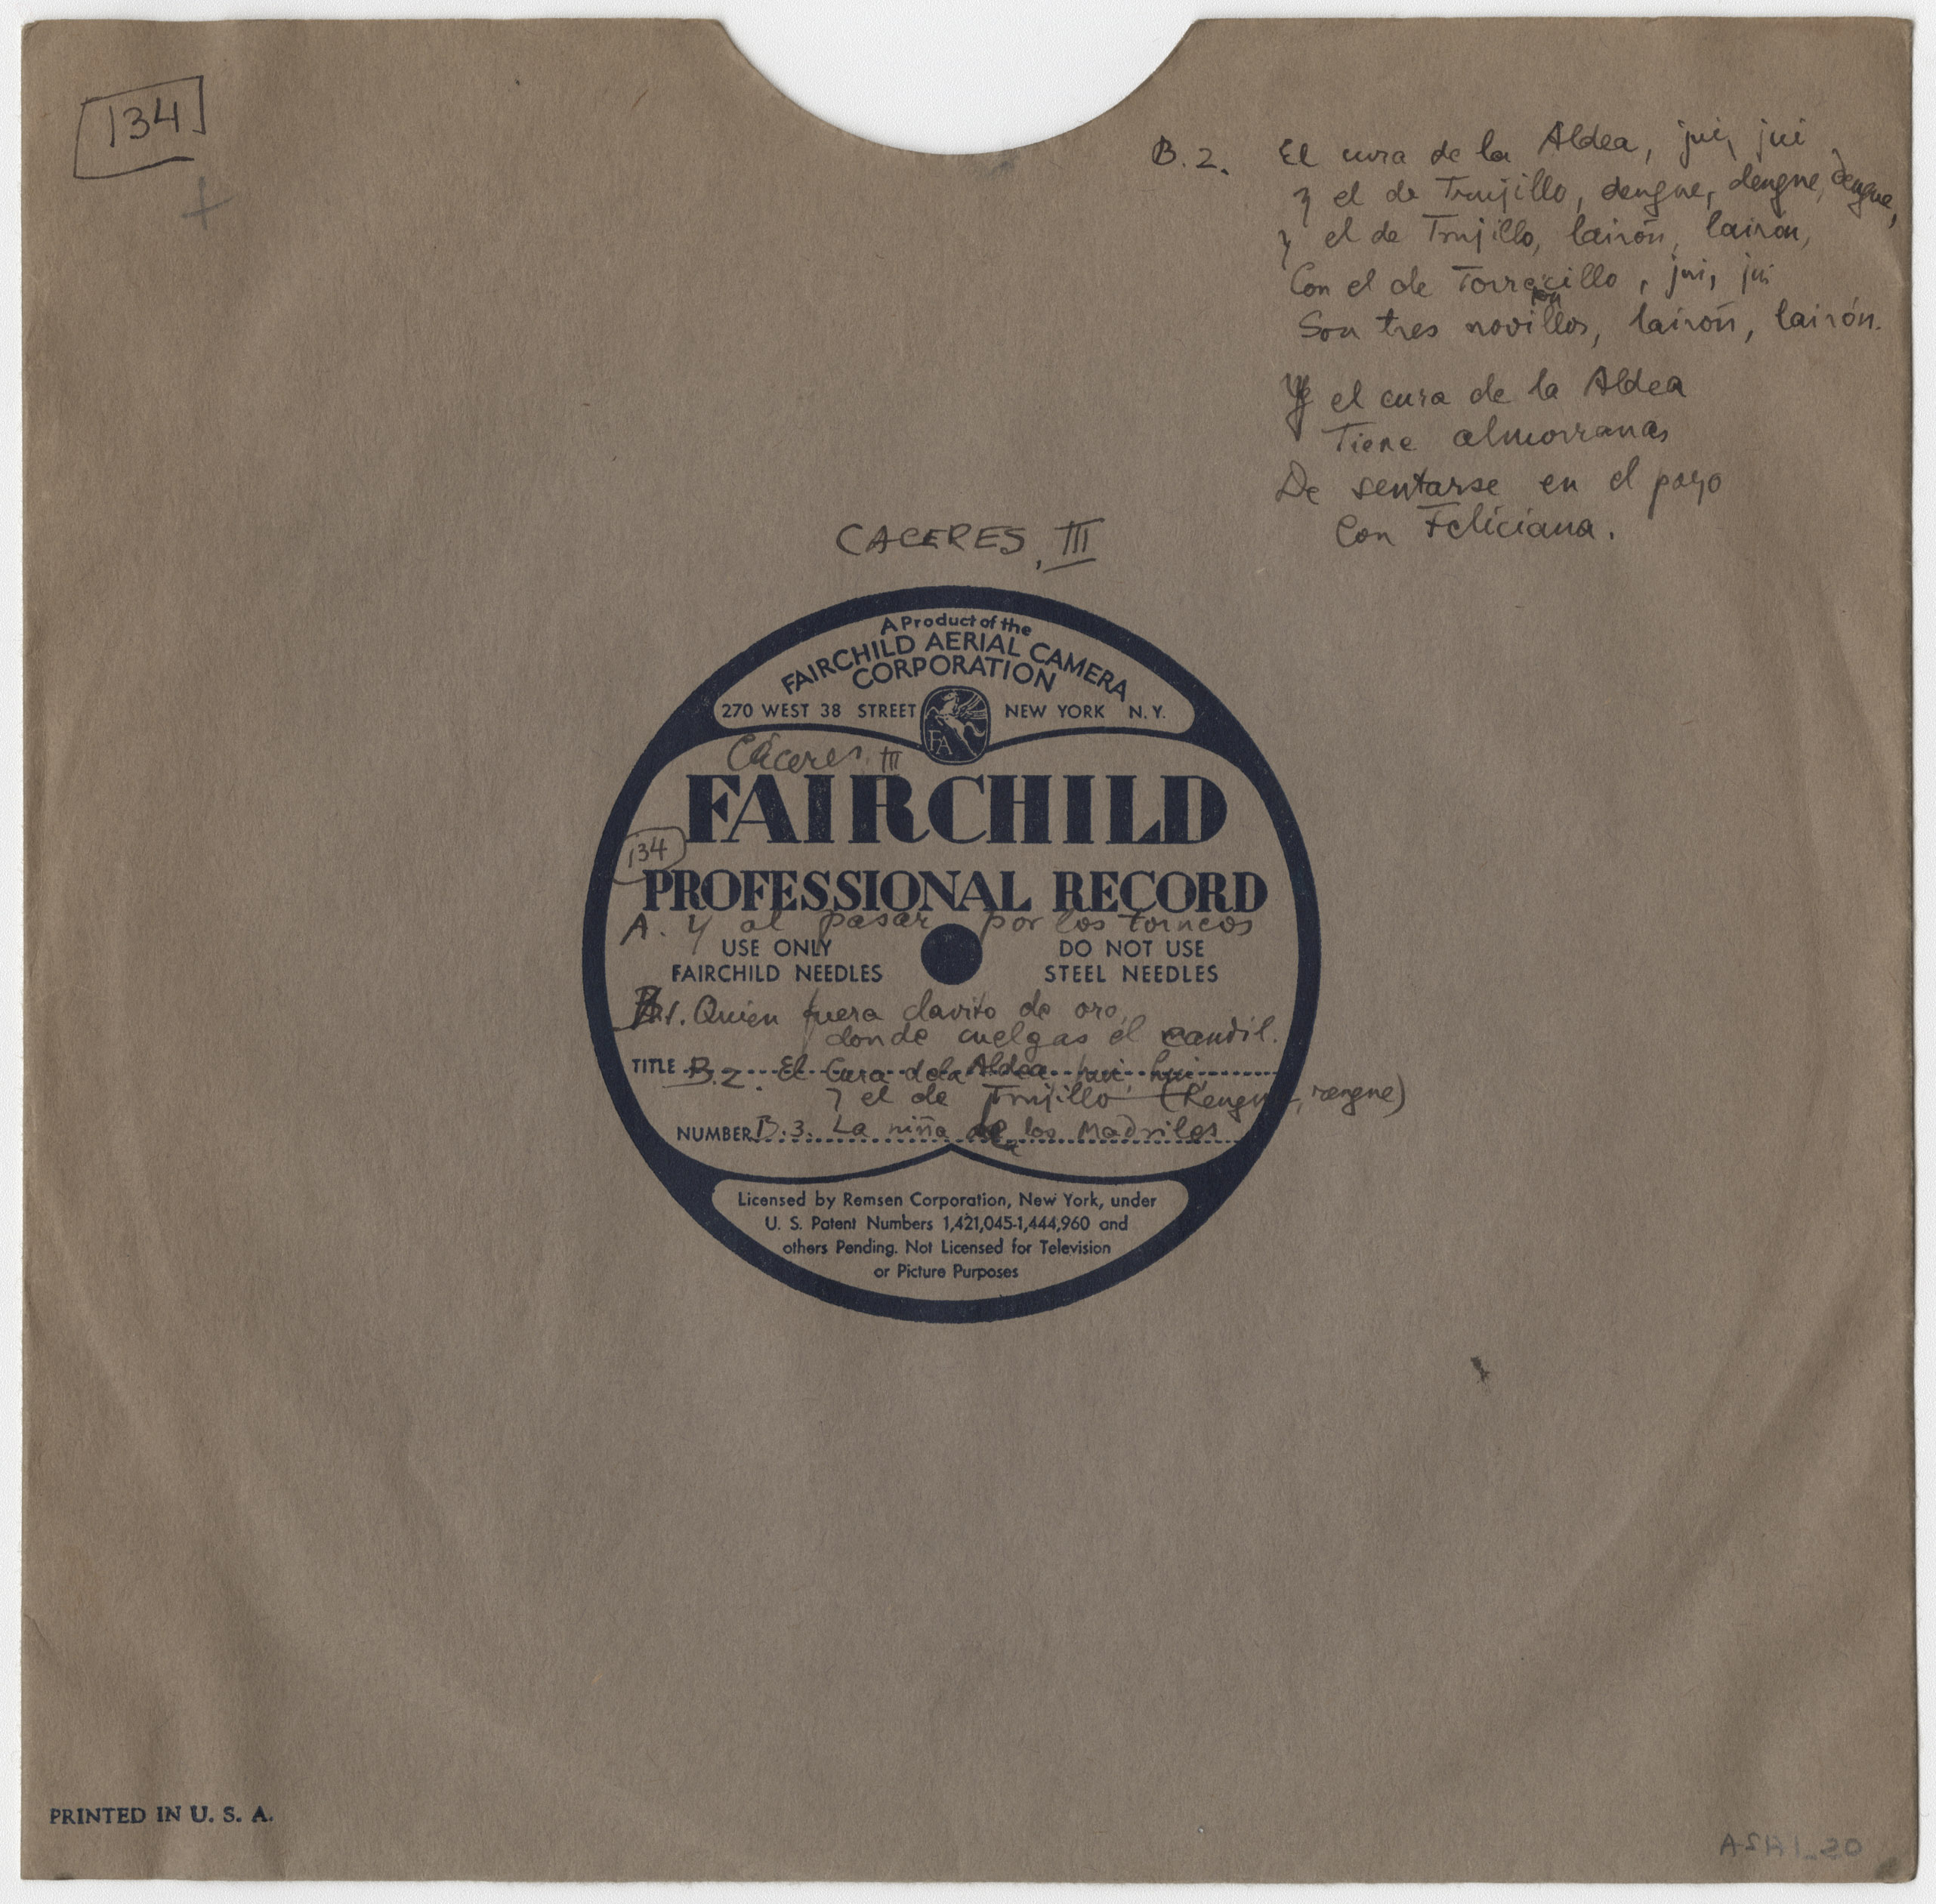 134
B. 2. El cura de la Aldea, jui, jui,
y el de Trujillo, dengue, dengue, dengue,
y el de Trujillo, lairón, lairón,
Con el de Torrecillo, jui, jui
Son tres novillos, lairón, lairón.
Y el cura de la Aldea
Tiene almorranas
De sentarse en el poyo
Con Feliciana.
CACERES, III
A Product of the
FAIRCHILD AERIAL CAMERA
CORPORATION
270 WEST 38 STREET NEW YORK N.Y.
FA
Cáceres III
FAIRCHILD
134
PROFESSIONAL RECORD
A. Y al pasar por los torneos
USE ONLY DO NOT USE
FAIRCHILD NEEDLES STEEL NEEDLES
B.1. Quien fuera clavito de oro,
donde cuelgas el candil.
TITLE B.2. El Cura de la Aldea hui, hui,
y el de Trujillo (Rengue, rengue)
NUMBER B.3. La niña de los Madriles
Licensed by Remsen Corporation, New York, under
U. S. Patent Numbers 1,421,045-1,444,960 and
others Pending. Not Licensed for Television
or Picture Purposes
PRINTED IN U. S. A.